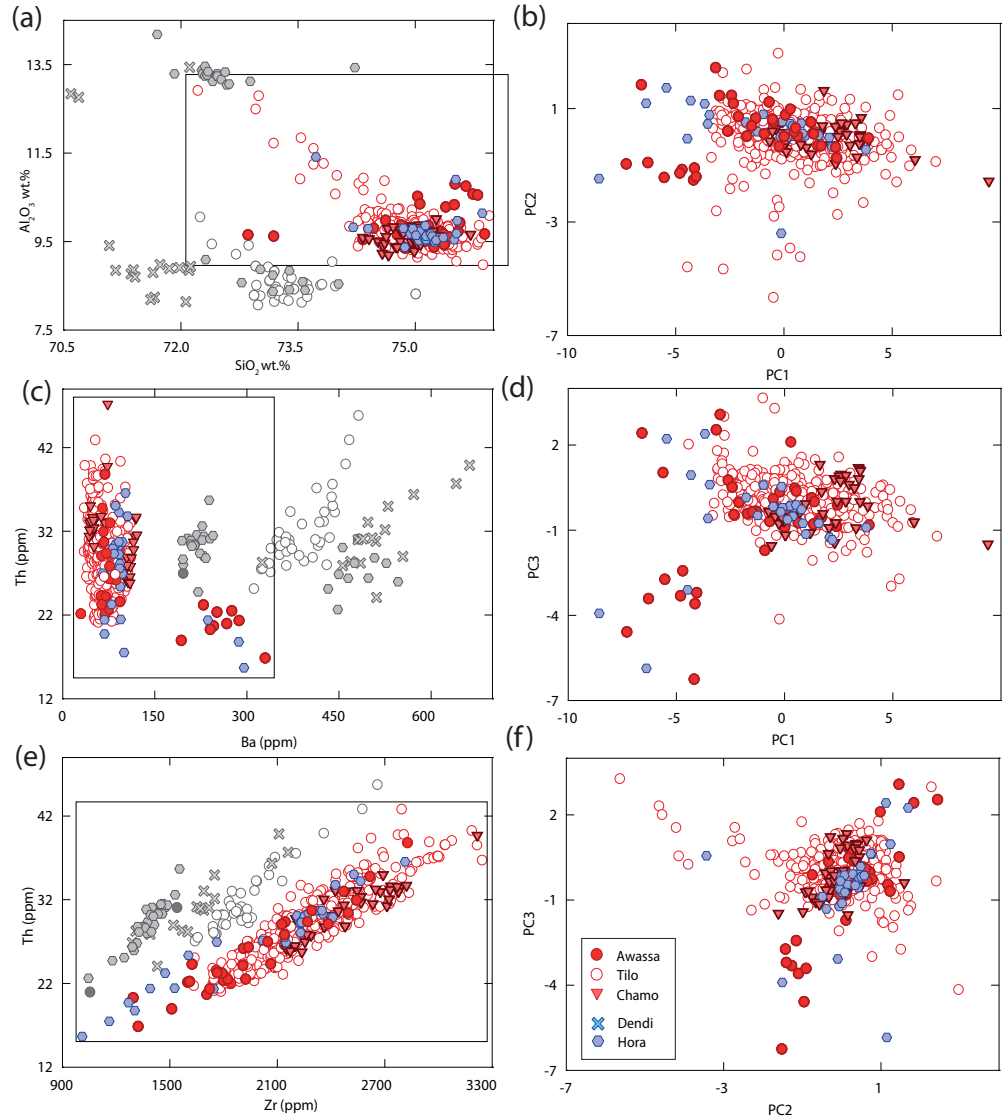 (a)
Al2O3 wt.%
13.5
11.5
9.5
7.5
70.5 72.0 73.5 75.0
SiO2 wt.%
(b)
PC2
1
-3
-7
-10 -5 0 5
PC1
(c)
Th (ppm)
42
32
22
12
0 150 300 450 600
Ba (ppm)
(d)
PC3
2
-1
-4
-7
-10 -5 0 5
PC1
(e)
Th (ppm)
42
32
22
12
900 1500 2100 2700 3300
Zr (ppm)
(f)
PC3
2
-1
-4
-7
-7 -3 1
PC2
Awassa
Tilo
Chamo
Dendi
Hora